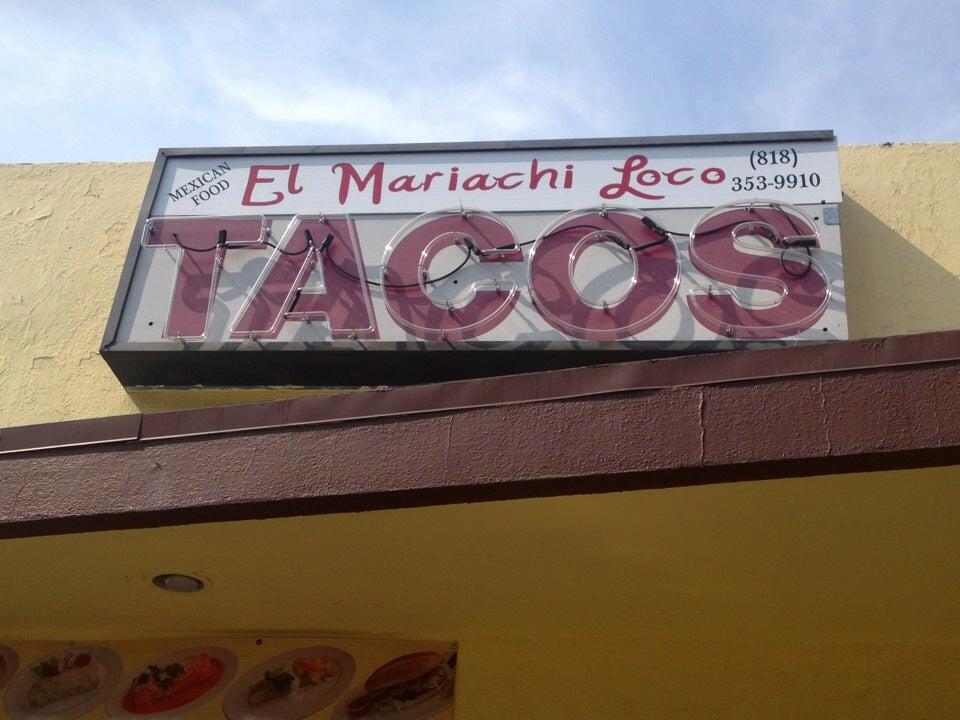 MEXICAN
FOOD
El Mariachi Loco
(818)
353-9910
TACOS